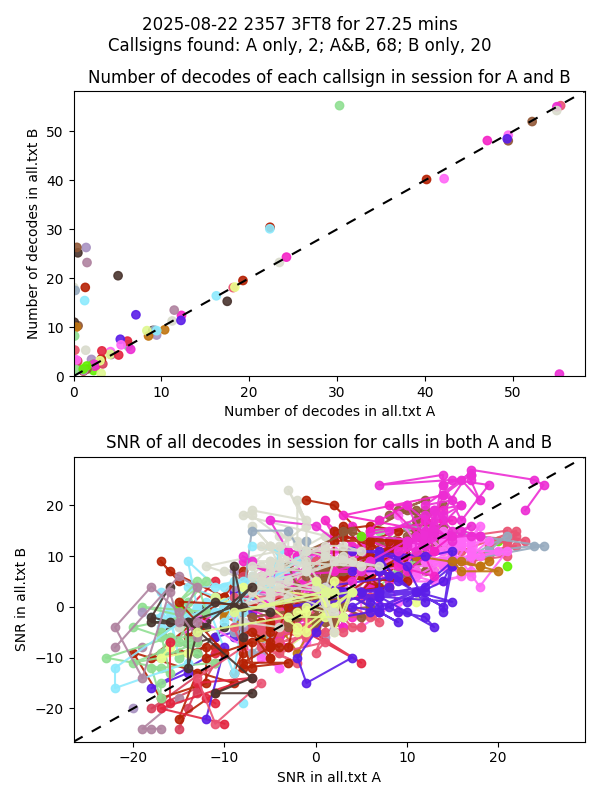 2025-08-22 2357 3FT8 for 27.25 mins
Callsigns found: A only, 2; A&B, 68; B only, 20
Number of decodes of each callsign in session for A and B
Number of decodes in all.txt B
50
40
30
20
10
0
0 10 20 30 40 50
Number of decodes in all.txt A
SNR of all decodes in session for calls in both A and B
SNR in all.txt B
20
10
0
−10
−20
−20 −10 0 10 20
SNR in all.txt A